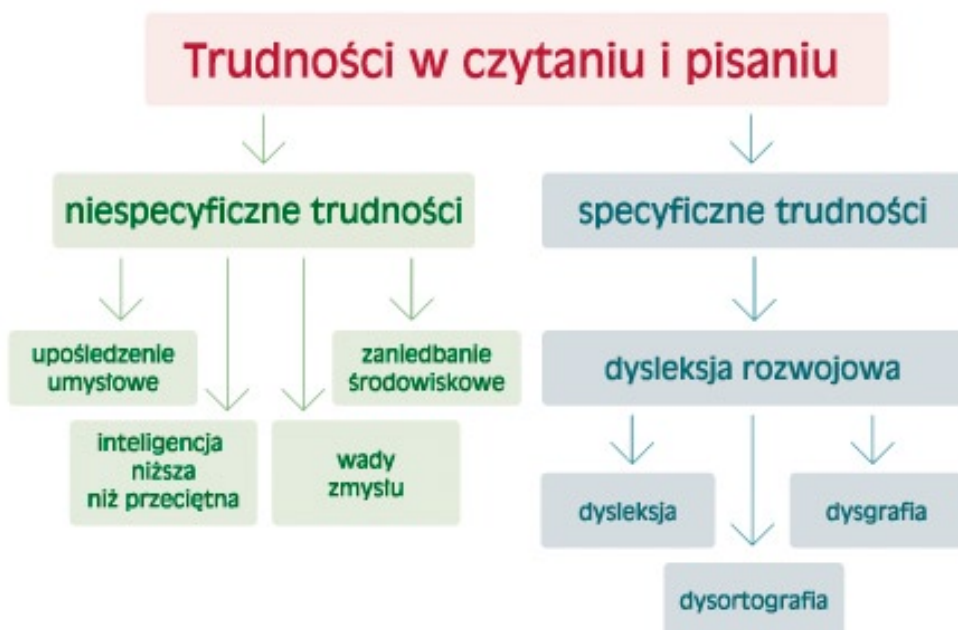 Trudności w czytaniu i pisaniu
niespecyficzne trudności
specyficzne trudności
upośledzenie
umysłowe
zaniedbanie
środowiskowe
inteligencja
niższa
niż przeciętna
wady
zmysłu
dysleksja rozwojowa
dysleksja
dysgrafia
dysortografia